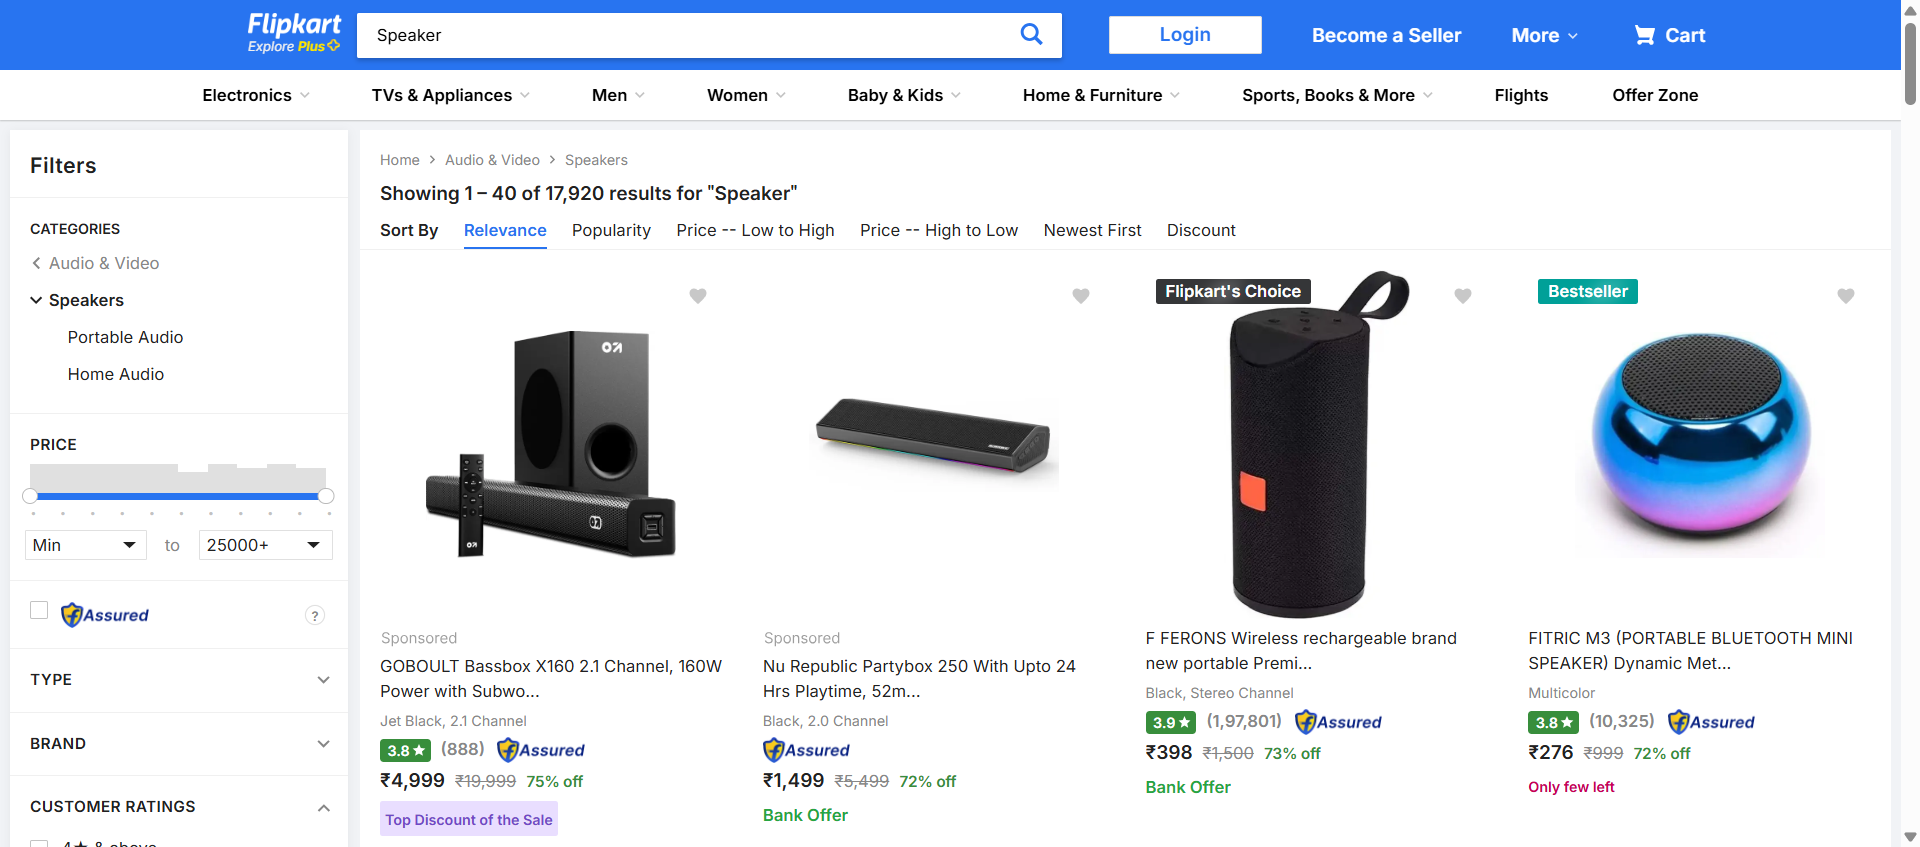 Flipkart
Explore Plus
Speaker
Login
Become a Seller
More
Cart
Electronics
TVs & Appliances
Men
Women
Baby & Kids
Home & Furniture
Sports, Books & More
Flights
Offer Zone
Filters
CATEGORIES
Audio & Video
Speakers
Portable Audio
Home Audio
PRICE
Min to 25000+
Assured
?
TYPE
BRAND
CUSTOMER RATINGS
4★ & above
Home > Audio & Video > Speakers
Showing 1 – 40 of 17,920 results for "Speaker"
Sort By Relevance Popularity Price -- Low to High Price -- High to Low Newest First Discount
Sponsored
GOBOULT Bassbox X160 2.1 Channel, 160W
Power with Subwo...
Jet Black, 2.1 Channel
3.8★ (888) Assured
₹4,999 ₹19,999 75% off
Top Discount of the Sale
Sponsored
Nu Republic Partybox 250 With Upto 24
Hrs Playtime, 52m...
Black, 2.0 Channel
Assured
₹1,499 ₹5,499 72% off
Bank Offer
Flipkart's Choice
F FERONS Wireless rechargeable brand
new portable Premi...
Black, Stereo Channel
3.9★ (1,97,801) Assured
₹398 ₹1,500 73% off
Bank Offer
Bestseller
FITRIC M3 (PORTABLE BLUETOOTH MINI
SPEAKER) Dynamic Met...
Multicolor
3.8★ (10,325) Assured
₹276 ₹999 72% off
Only few left